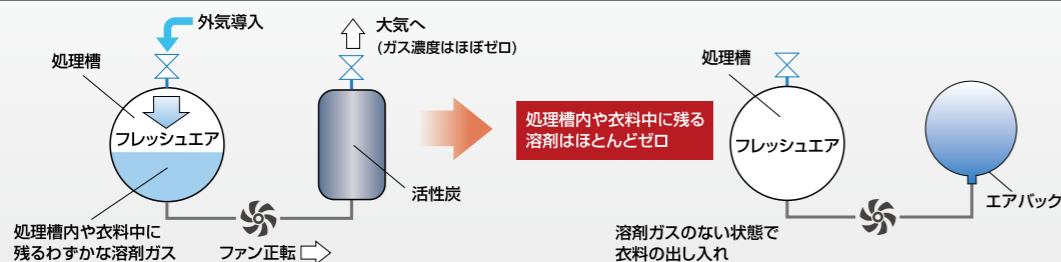 外気導入
大気へ
(ガス濃度はほぼゼロ)
処理槽
フレッシュエア
活性炭
処理槽内や衣料中に
残るわずかな溶剤ガス
ファン正転
処理槽内や衣料中に残る
溶剤はほとんどゼロ
処理槽
フレッシュエア
エアバック
溶剤ガスのない状態で
衣料の出し入れ